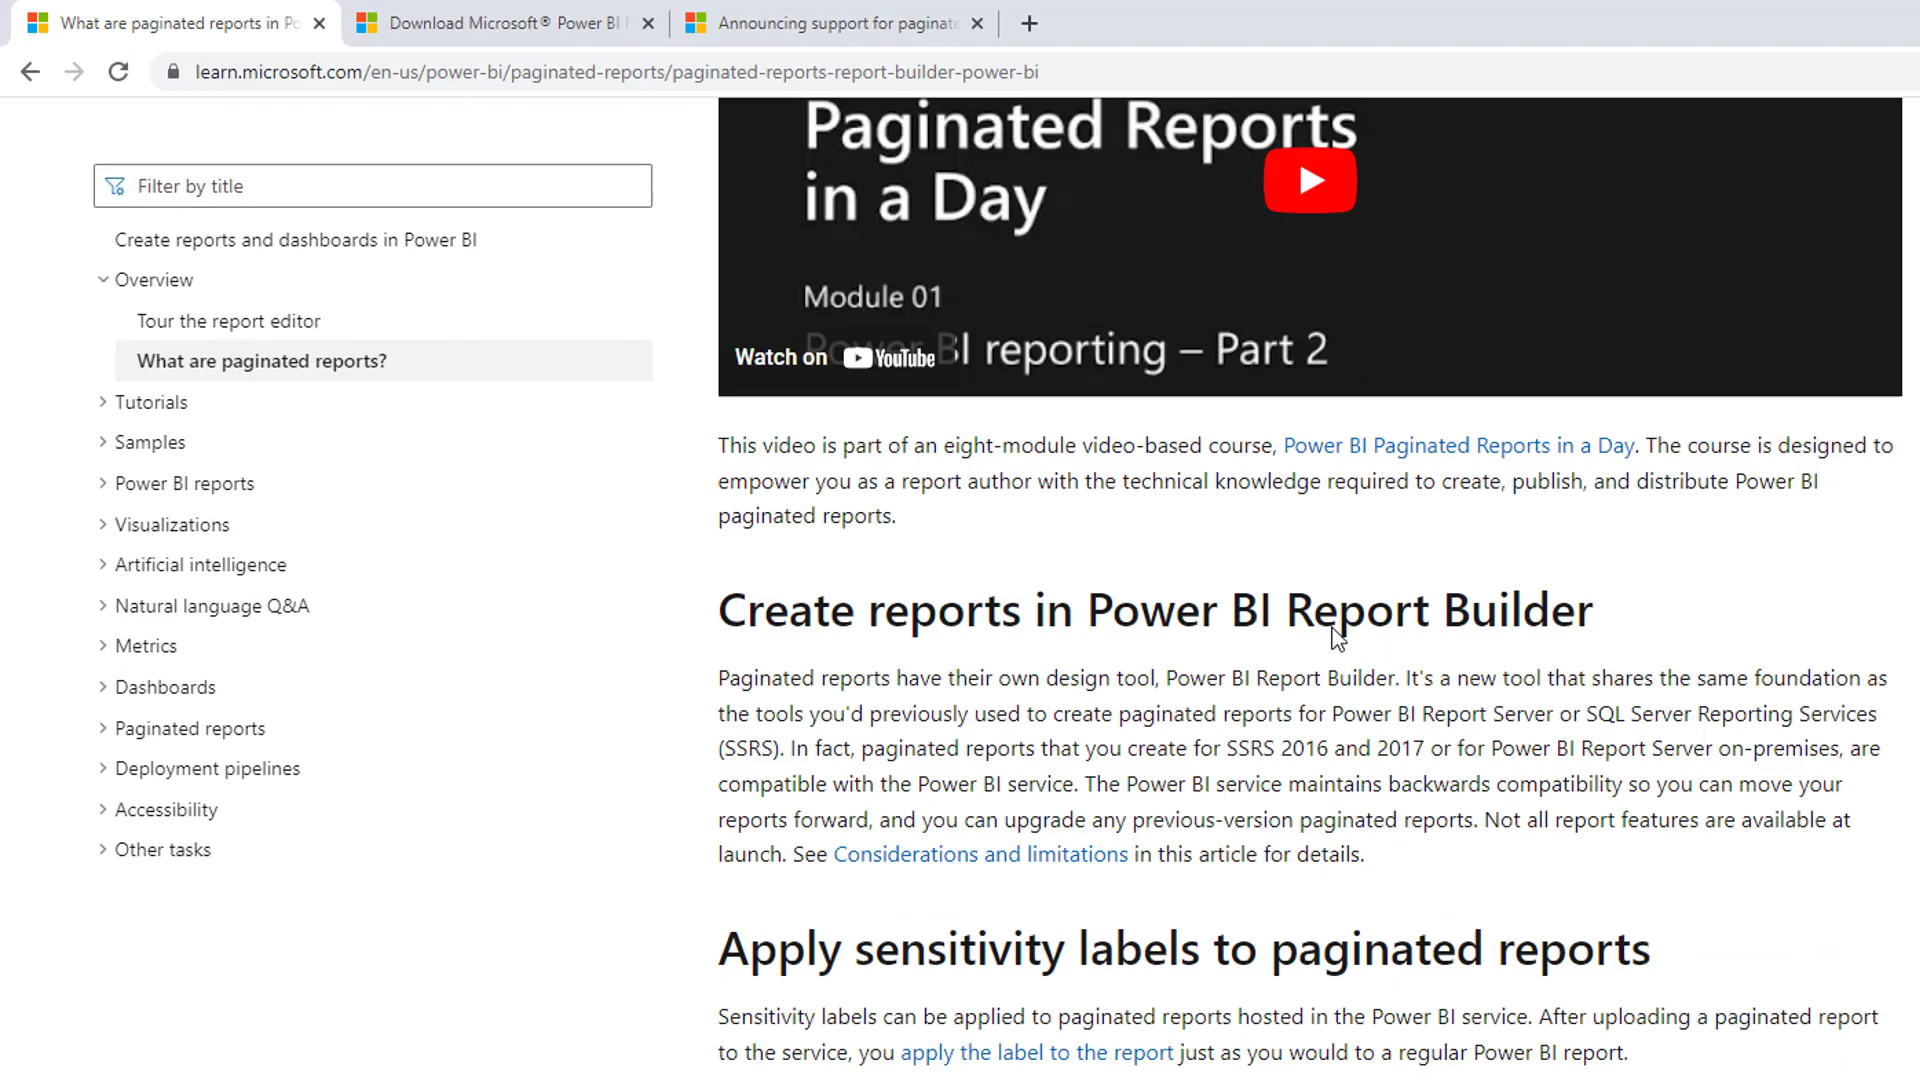 What are paginated reports in Po
Download Microsoft® Power BI R
Announcing support for paginate
learn.microsoft.com/en-us/power-bi/paginated-reports/paginated-reports-report-builder-power-bi
Filter by title
Create reports and dashboards in Power BI
Overview
Tour the report editor
What are paginated reports?
Tutorials
Samples
Power BI reports
Visualizations
Artificial intelligence
Natural language Q&A
Metrics
Dashboards
Paginated reports
Deployment pipelines
Accessibility
Other tasks
Paginated Reports
in a Day
Module 01
Power BI reporting – Part 2
Watch on YouTube
This video is part of an eight-module video-based course, Power BI Paginated Reports in a Day. The course is designed to
empower you as a report author with the technical knowledge required to create, publish, and distribute Power BI
paginated reports.
Create reports in Power BI Report Builder
Paginated reports have their own design tool, Power BI Report Builder. It's a new tool that shares the same foundation as
the tools you'd previously used to create paginated reports for Power BI Report Server or SQL Server Reporting Services
(SSRS). In fact, paginated reports that you create for SSRS 2016 and 2017 or for Power BI Report Server on-premises, are
compatible with the Power BI service. The Power BI service maintains backwards compatibility so you can move your
reports forward, and you can upgrade any previous-version paginated reports. Not all report features are available at
launch. See Considerations and limitations in this article for details.
Apply sensitivity labels to paginated reports
Sensitivity labels can be applied to paginated reports hosted in the Power BI service. After uploading a paginated report
to the service, you apply the label to the report just as you would to a regular Power BI report.